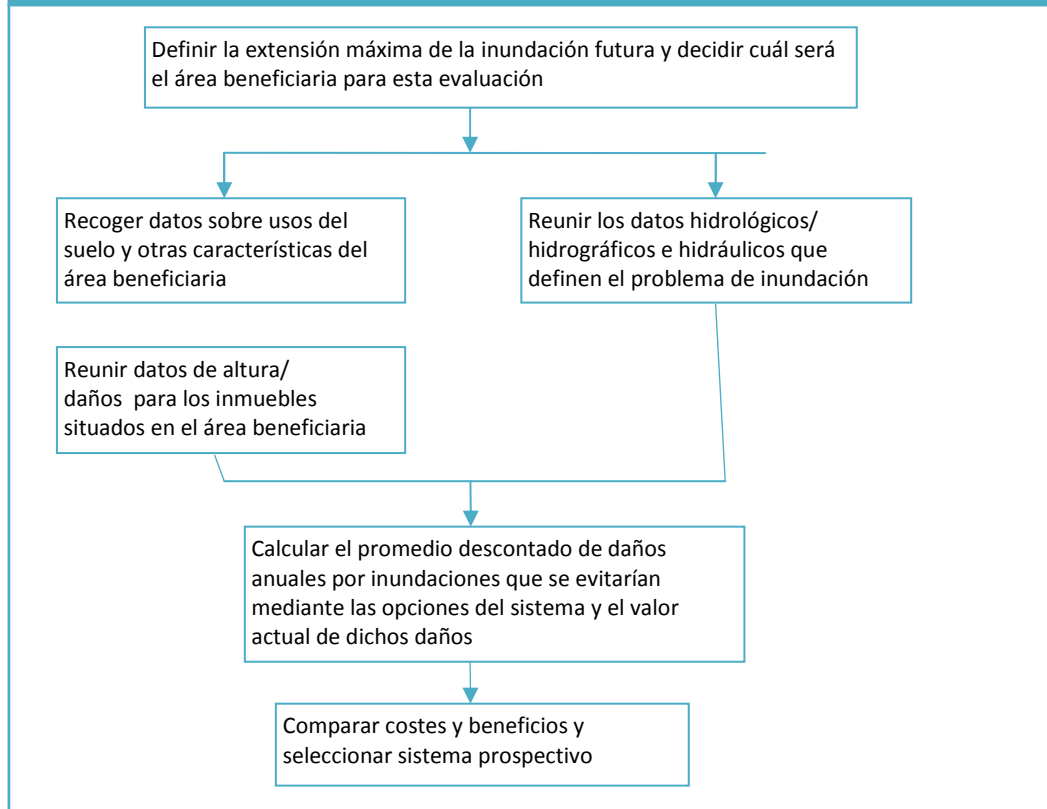 Definir la extensión máxima de la inundación futura y decidir cuál será
el área beneficiaria para esta evaluación
Recoger datos sobre usos del
suelo y otras características del
área beneficiaria
Reunir los datos hidrológicos/
hidrográficos e hidráulicos que
definen el problema de inundación
Reunir datos de altura/
daños para los inmuebles
situados en el área beneficiaria
Calcular el promedio descontado de daños
anuales por inundaciones que se evitarían
mediante las opciones del sistema y el valor
actual de dichos daños
Comparar costes y beneficios y
seleccionar sistema prospectivo